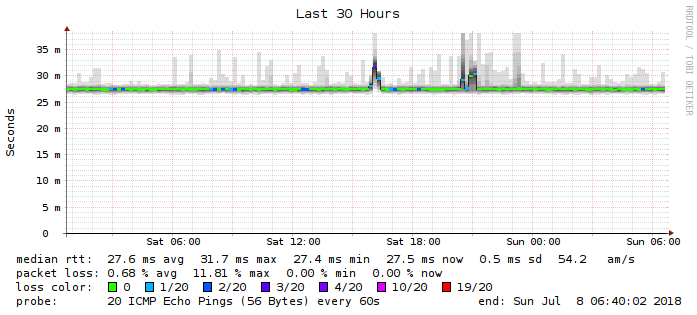 Last 30 Hours
RRDTOOL / TOBI OETIKER
Seconds
35 m
30 m
25 m
20 m
15 m
10 m
5 m
0
Sat 06:00 Sat 12:00 Sat 18:00 Sun 00:00 Sun 06:00
median rtt: 27.6 ms avg 31.7 ms max 27.4 ms min 27.5 ms now 0.5 ms sd 54.2 am/s
packet loss: 0.68 % avg 11.81 % max 0.00 % min 0.00 % now
loss color: 0 1/20 2/20 3/20 4/20 10/20 19/20
probe: 20 ICMP Echo Pings (56 Bytes) every 60s end: Sun Jul 8 06:40:02 2018